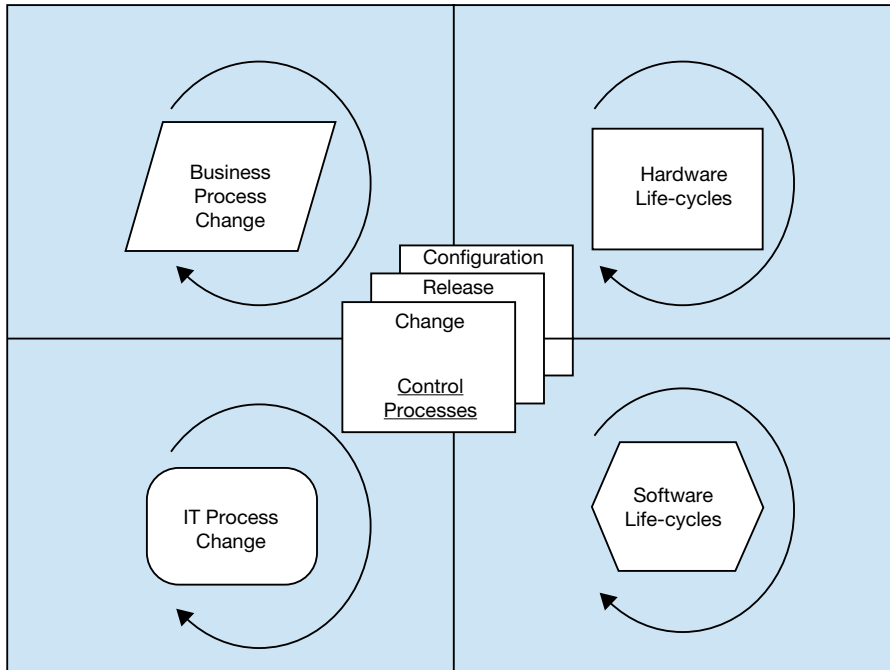 Business
Process
Change
Hardware
Life-cycles
Configuration
Release
Change
Control
Processes
IT Process
Change
Software
Life-cycles